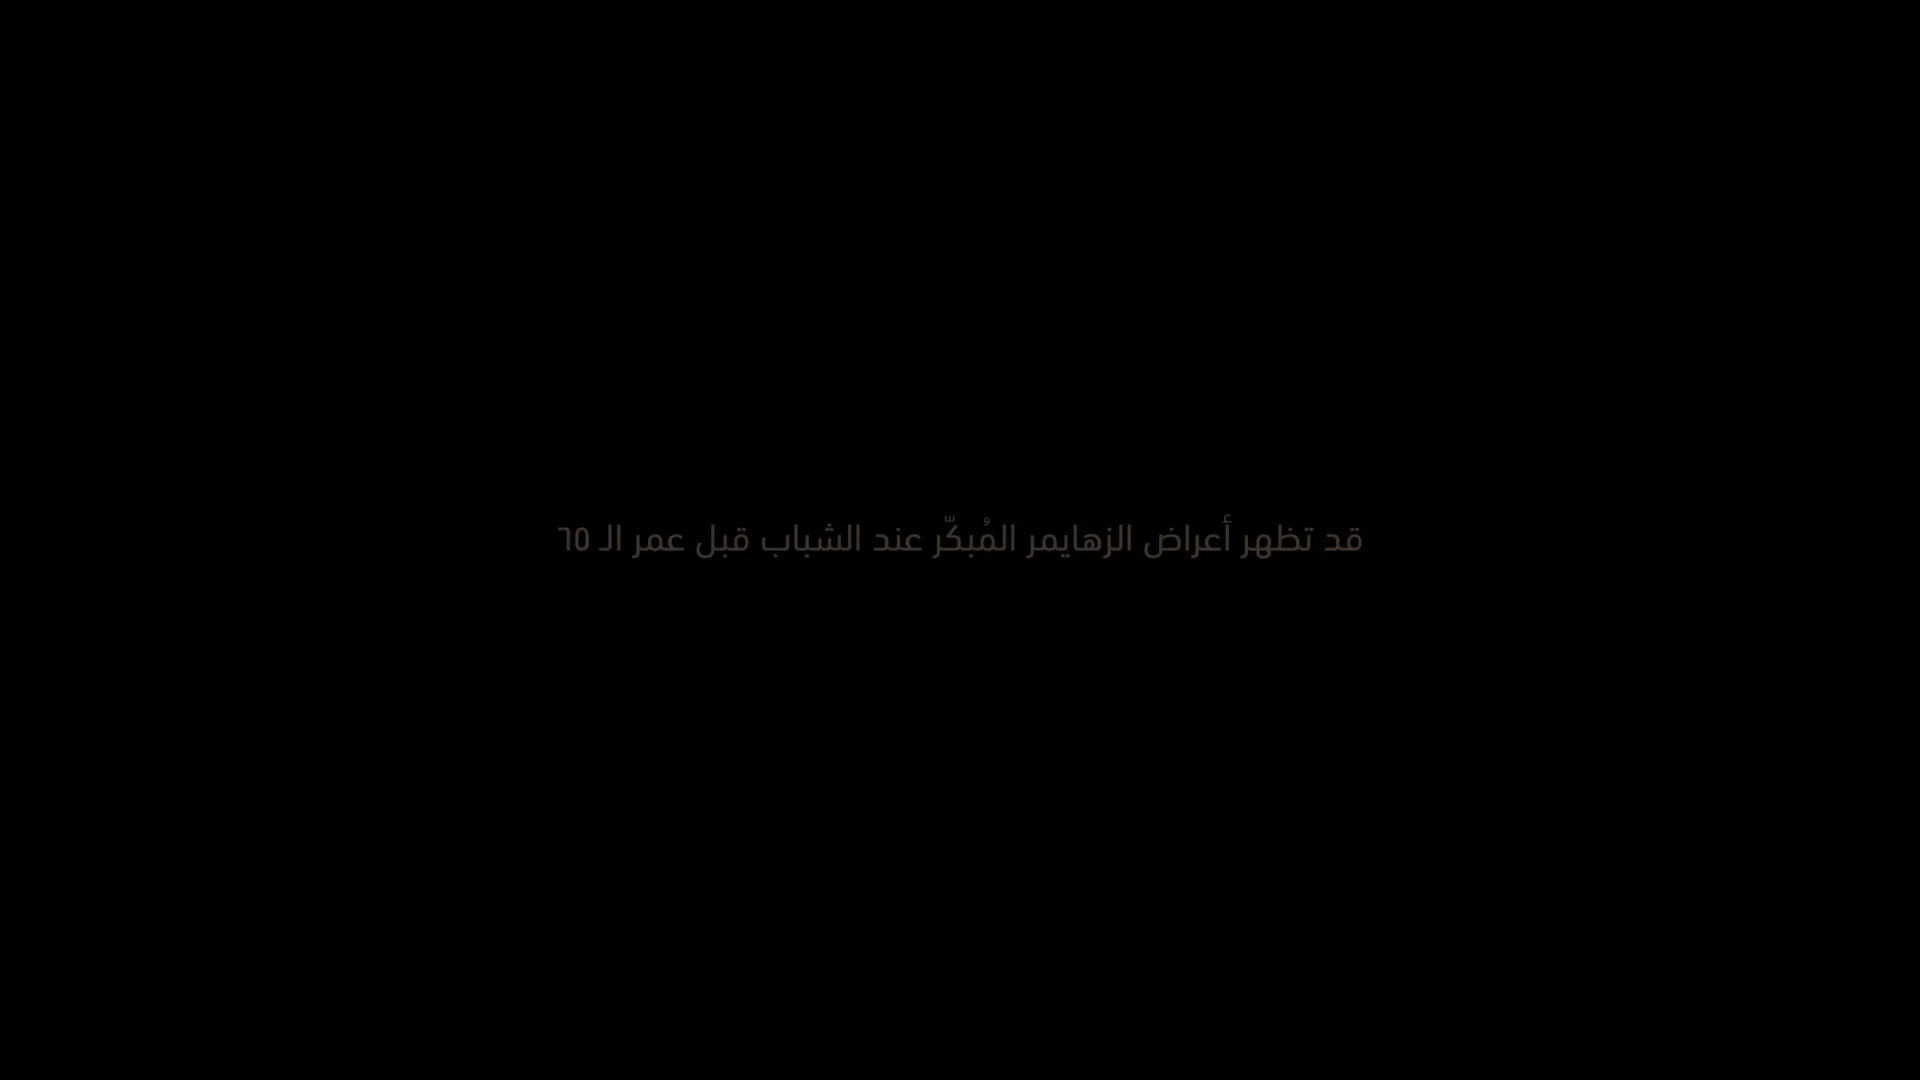 قد تظهر أعراض الزهايمر المُبكّر عند الشباب قبل عمر الـ ٦٥